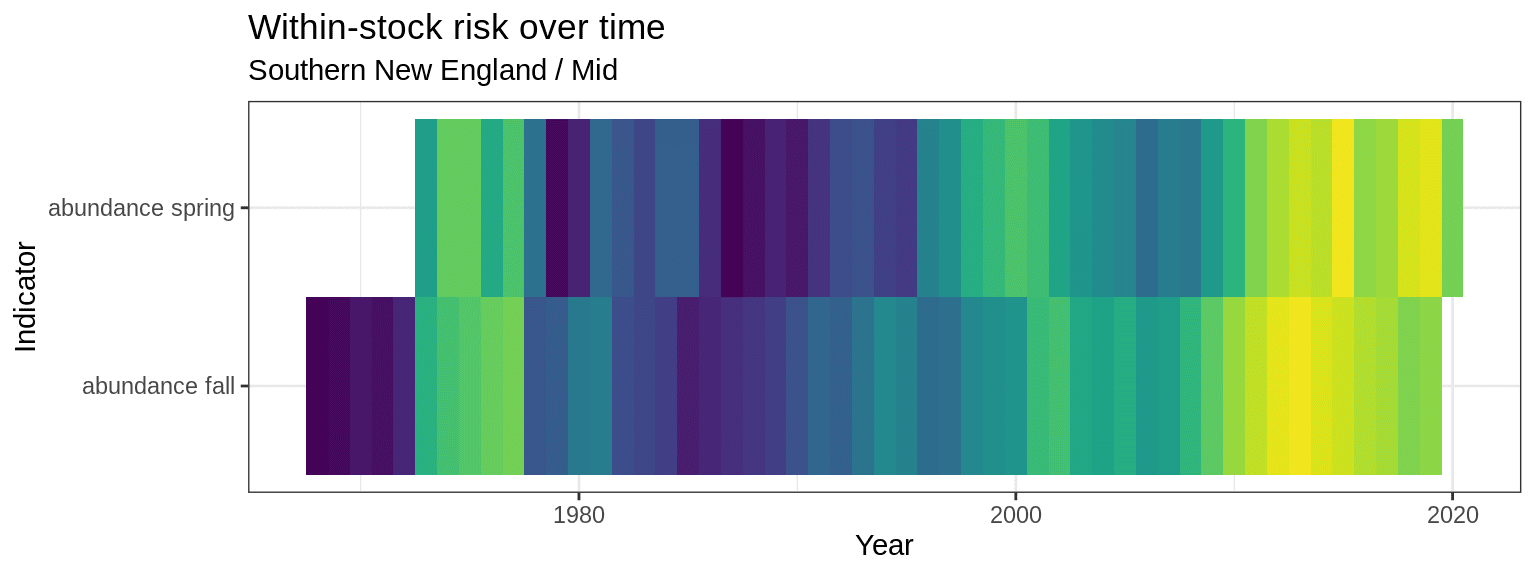 Within-stock risk over time
Southern New England / Mid
Indicator
abundance spring
abundance fall
1980
2000
2020
Year